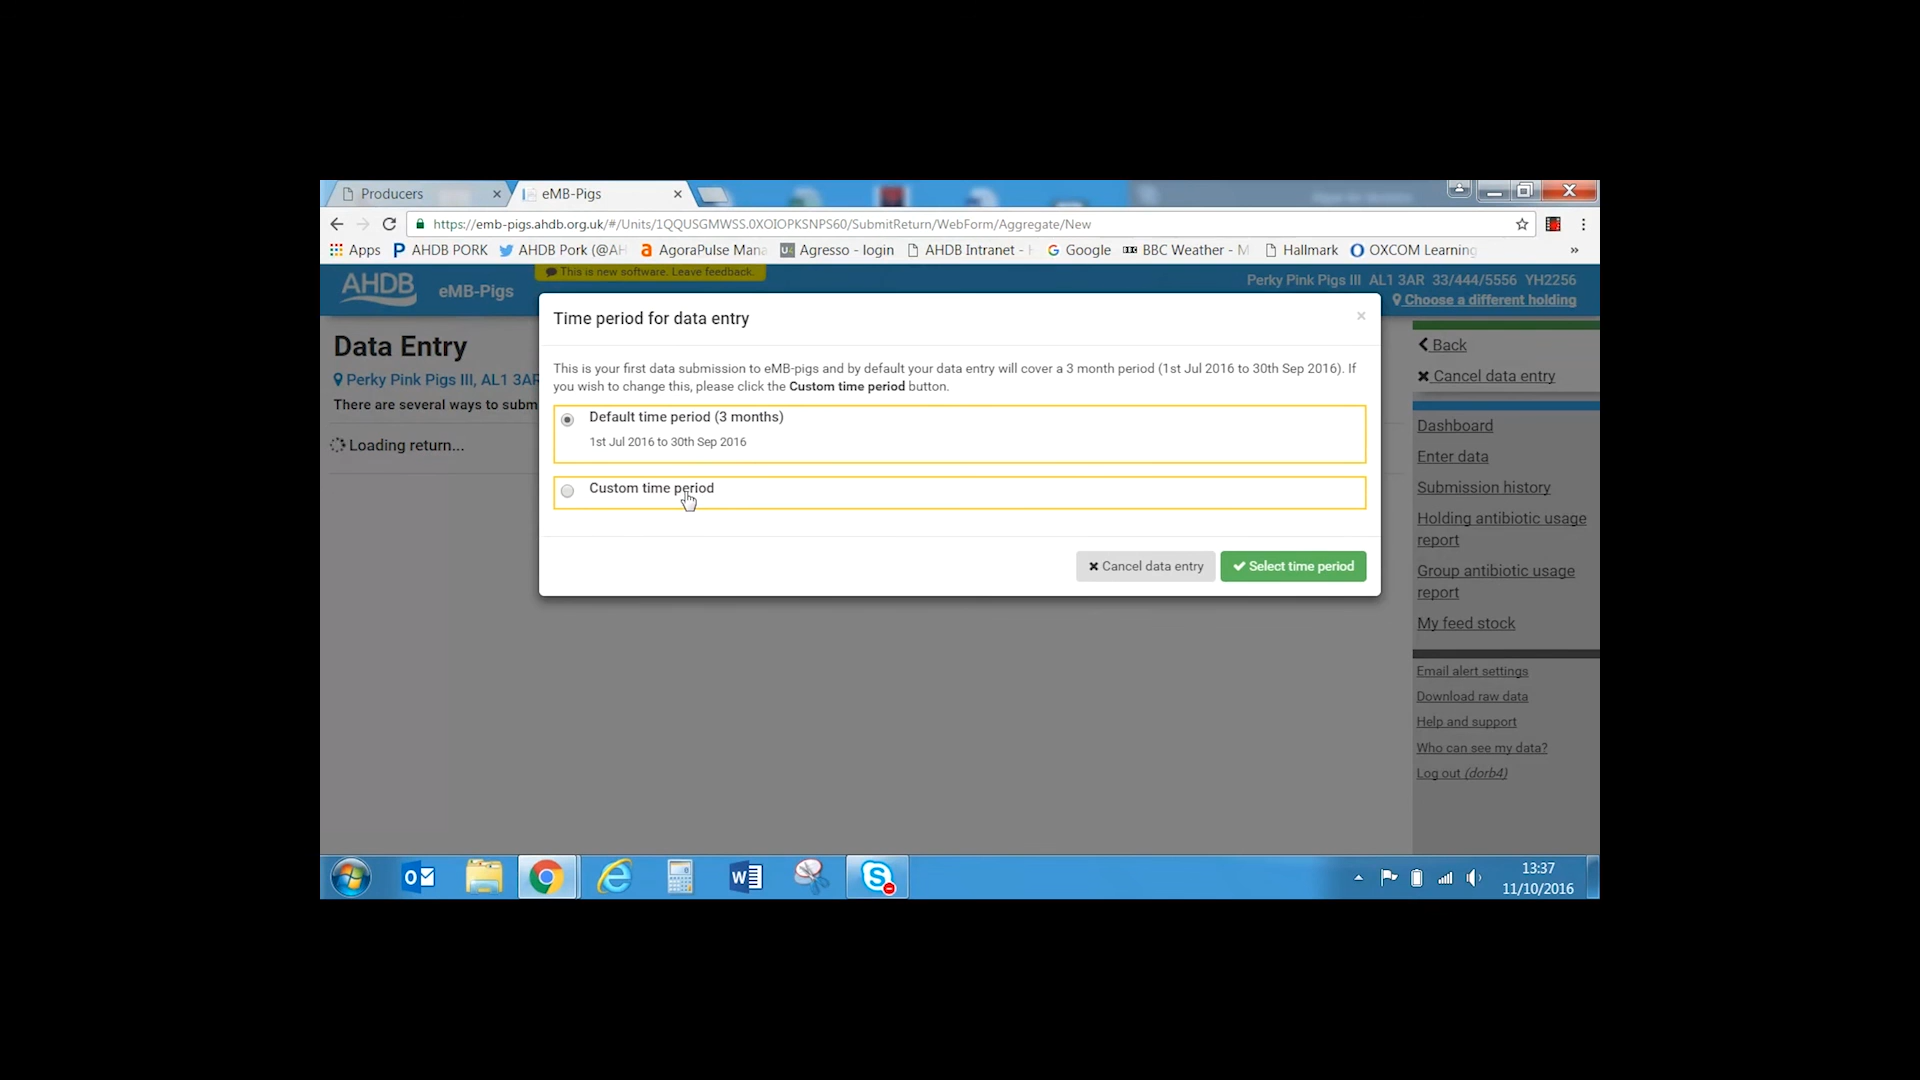 Producers
eMB-Pigs
https://emb-pigs.ahdb.org.uk/#/Units/1QQUSGMWSS.0XOIOPKSNPS60/SubmitReturn/WebForm/Aggregate/New
Apps AHDB PORK AHDB Pork (@AH AgoraPulse Mana Agresso - login AHDB Intranet - Google BBC Weather - M Hallmark OXCOM Learning »
AHDB eMB-Pigs
This is new software. Leave feedback.
Perky Pink Pigs III AL1 3AR 33/444/5556 YH2256
Choose a different holding
Data Entry
Perky Pink Pigs III, AL1 3AR
There are several ways to subm
Loading return...
Time period for data entry
This is your first data submission to eMB-pigs and by default your data entry will cover a 3 month period (1st Jul 2016 to 30th Sep 2016). If
you wish to change this, please click the Custom time period button.
Default time period (3 months)
1st Jul 2016 to 30th Sep 2016
Custom time period
Cancel data entry
Select time period
Back
Cancel data entry
Dashboard
Enter data
Submission history
Holding antibiotic usage
report
Group antibiotic usage
report
My feed stock
Email alert settings
Download raw data
Help and support
Who can see my data?
Log out (dorb4)
13:37
11/10/2016